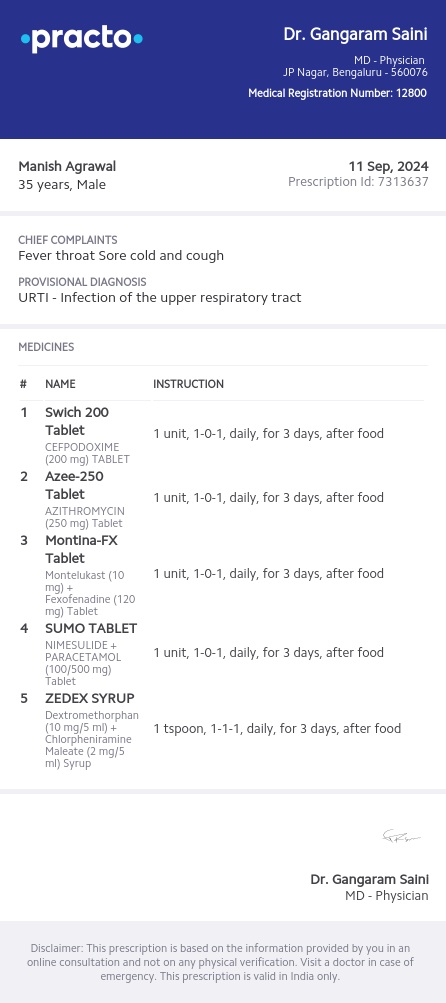 practo
Dr. Gangaram Saini
MD - Physician
JP Nagar, Bengaluru - 560076
Medical Registration Number: 12800
Manish Agrawal
35 years, Male
11 Sep, 2024
Prescription Id: 7313637
CHIEF COMPLAINTS
Fever throat Sore cold and cough
PROVISIONAL DIAGNOSIS
URTI - Infection of the upper respiratory tract
MEDICINES
# NAME INSTRUCTION
1 Swich 200
Tablet
CEFPODOXIME
(200 mg) TABLET
1 unit, 1-0-1, daily, for 3 days, after food
2 Azee-250
Tablet
AZITHROMYCIN
(250 mg) Tablet
1 unit, 1-0-1, daily, for 3 days, after food
3 Montina-FX
Tablet
Montelukast (10
mg) +
Fexofenadine (120
mg) Tablet
1 unit, 1-0-1, daily, for 3 days, after food
4 SUMO TABLET
NIMESULIDE +
PARACETAMOL
(100/500 mg)
Tablet
1 unit, 1-0-1, daily, for 3 days, after food
5 ZEDEX SYRUP
Dextromethorphan
(10 mg/5 ml) +
Chlorpheniramine
Maleate (2 mg/5
ml) Syrup
1 tspoon, 1-1-1, daily, for 3 days, after food
Dr. Gangaram Saini
MD - Physician
Disclaimer: This prescription is based on the information provided by you in an
online consultation and not on any physical verification. Visit a doctor in case of
emergency. This prescription is valid in India only.